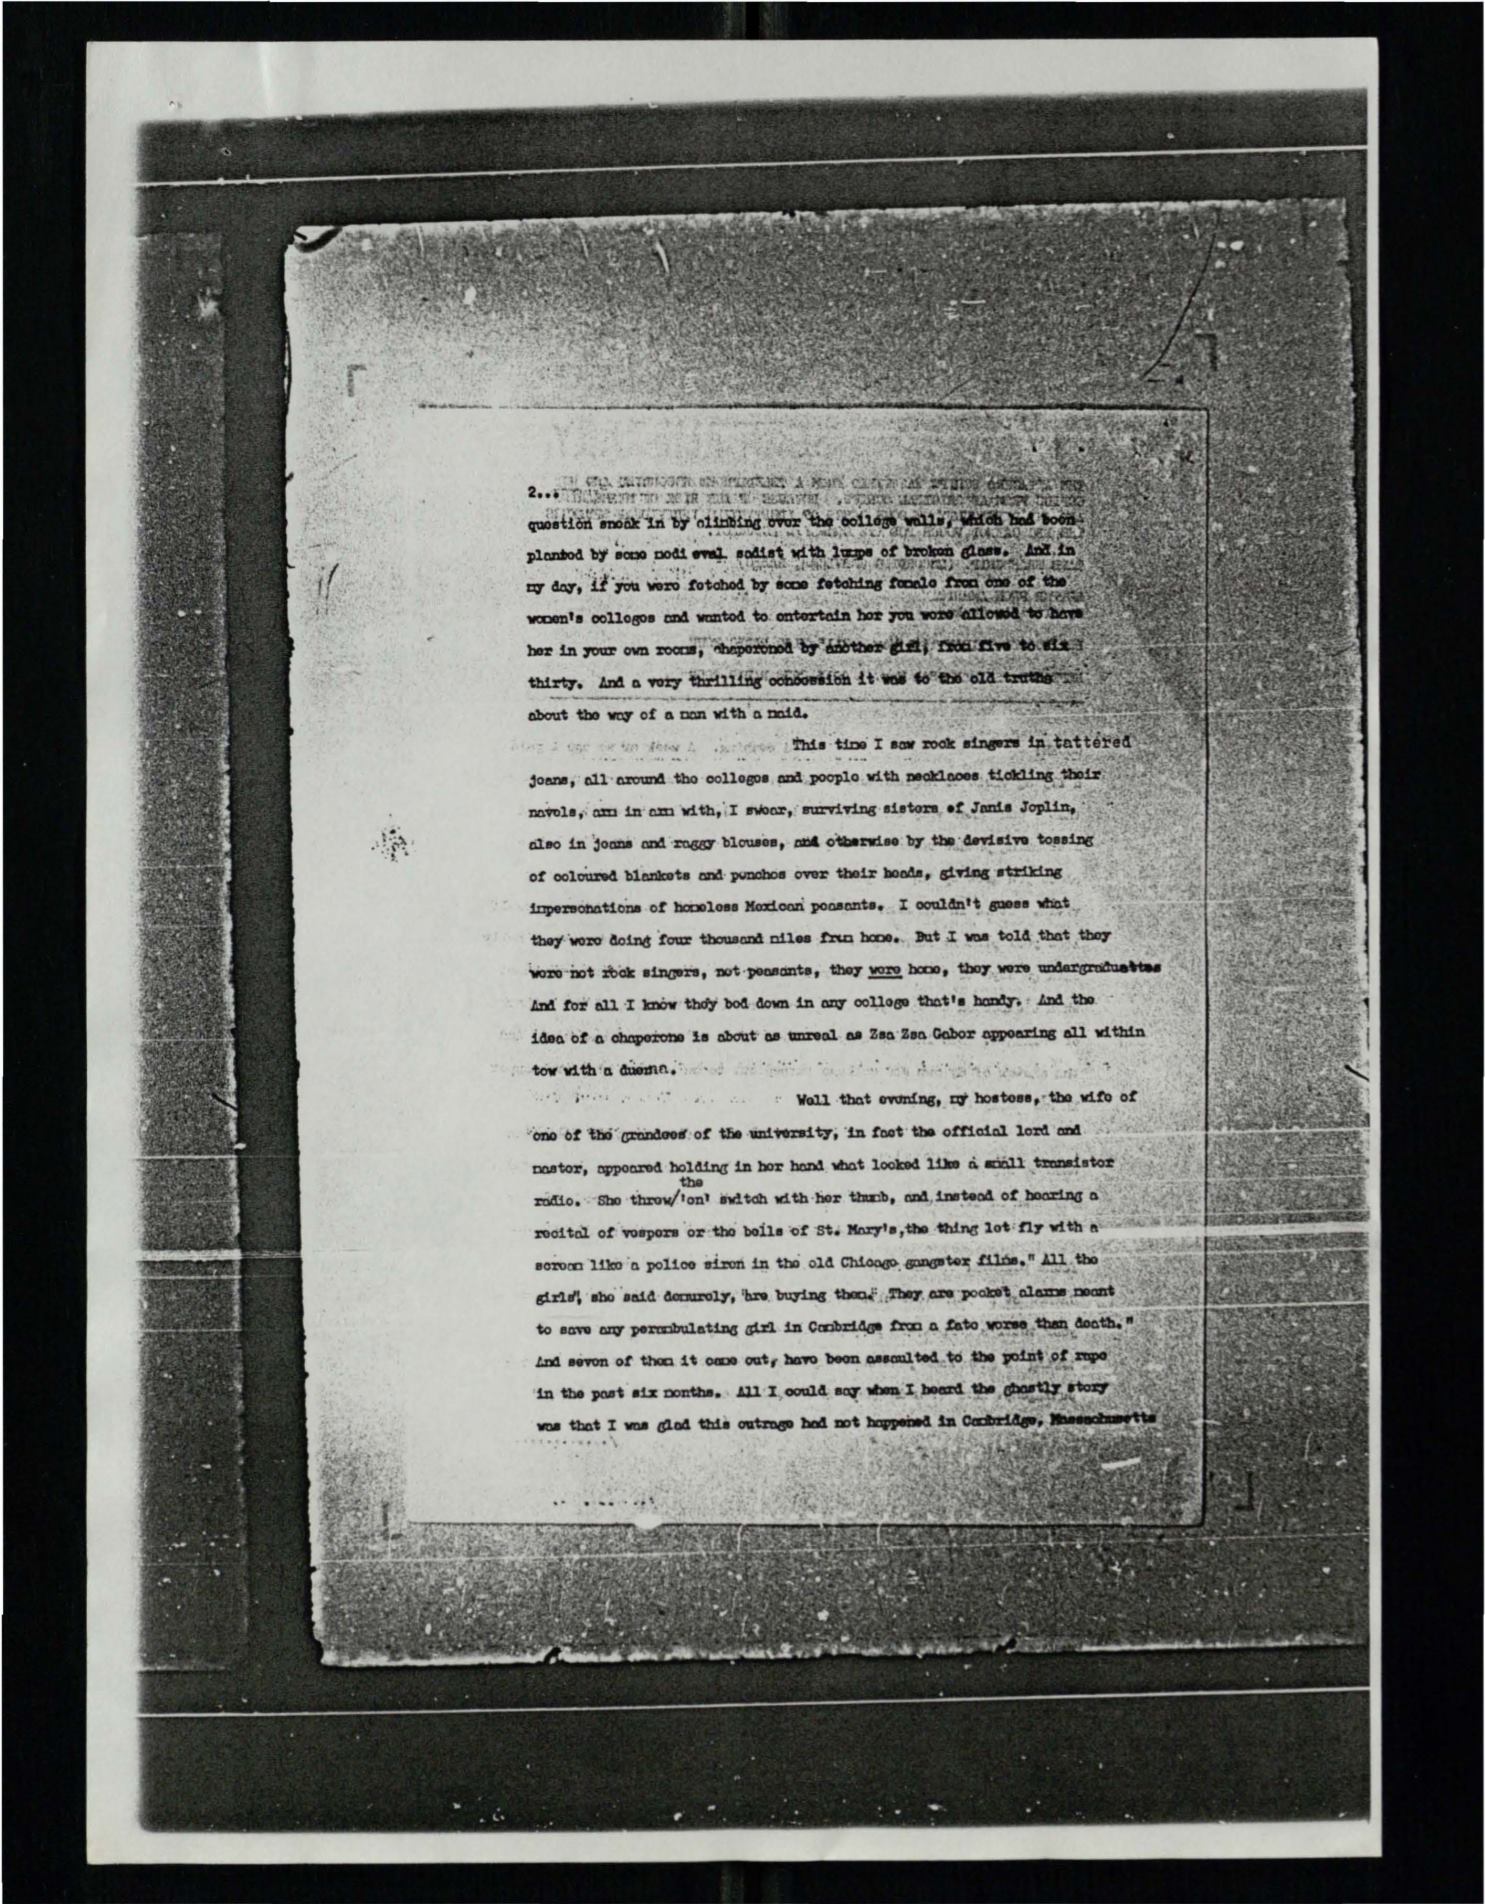 2...
question sneak in by climbing over the college walls, which had been
planted by some medi eval sadist with lumps of broken glass. And in
my day, if you were fetched by some fetching female from one of the
women's colleges and wanted to entertain her you were allowed to have
her in your own rooms, chaperoned by another girl, from five to six
thirty. And a very thrilling concession it was to the old truths
about the way of a man with a maid.
This time I saw rock singers in tattered
jeans, all around the colleges and people with necklaces tickling their
navels, arm in arm with, I swear, surviving sisters of Janis Joplin,
also in jeans and raggy blouses, and otherwise by the devisive tossing
of coloured blankets and punchos over their heads, giving striking
impersonations of homeless Mexican peasants. I couldn't guess what
they were doing four thousand miles frum home. But I was told that they
were not rock singers, not peasants, they were home, they were undergraduattes
And for all I know they bed down in any college that's handy. And the
idea of a chaperone is about as unreal as Zsa Zsa Gabor appearing all within
tow with a duenna.
Well that evening, my hostess, the wife of
one of the grandees of the university, in fact the official lord and
master, appeared holding in her hand what looked like a small transistor
the
radio. She threw/'on' switch with her thumb, and instead of hearing a
recital of vespers or the bells of St. Mary's, the thing let fly with a
scream like a police siren in the old Chicago gangster films." All the
girls", she said demurely, "are buying them." They are pocket alarms meant
to save any perambulating girl in Cambridge from a fate worse than death."
And seven of them it came out, have been assaulted to the point of rape
in the past six months. All I could say when I heard the ghastly story
was that I was glad this outrage had not happened in Cambridge, Massachusetts